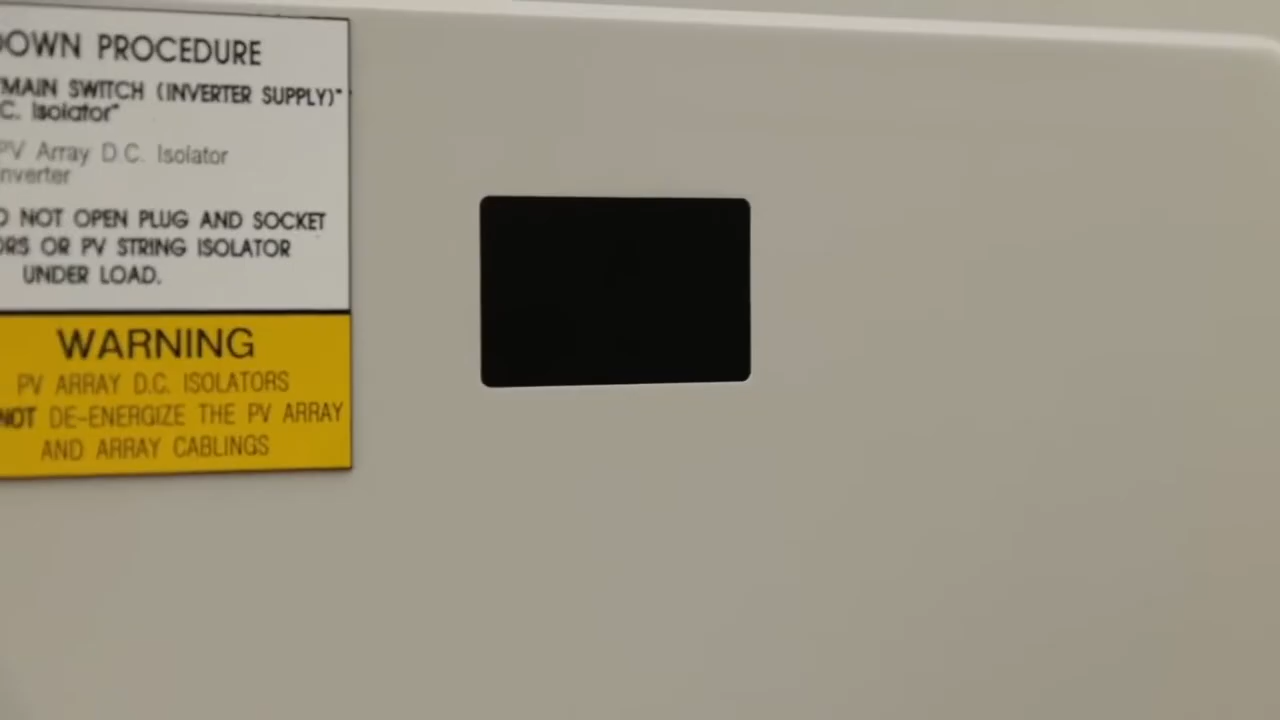 DOWN PROCEDURE
"MAIN SWITCH (INVERTER SUPPLY)"
C. Isolator"
PV Array D.C. Isolator
nverter
O NOT OPEN PLUG AND SOCKET
ORS OR PV STRING ISOLATOR
UNDER LOAD.
WARNING
PV ARRAY D.C. ISOLATORS
NOT DE-ENERGIZE THE PV ARRAY
AND ARRAY CABLINGS